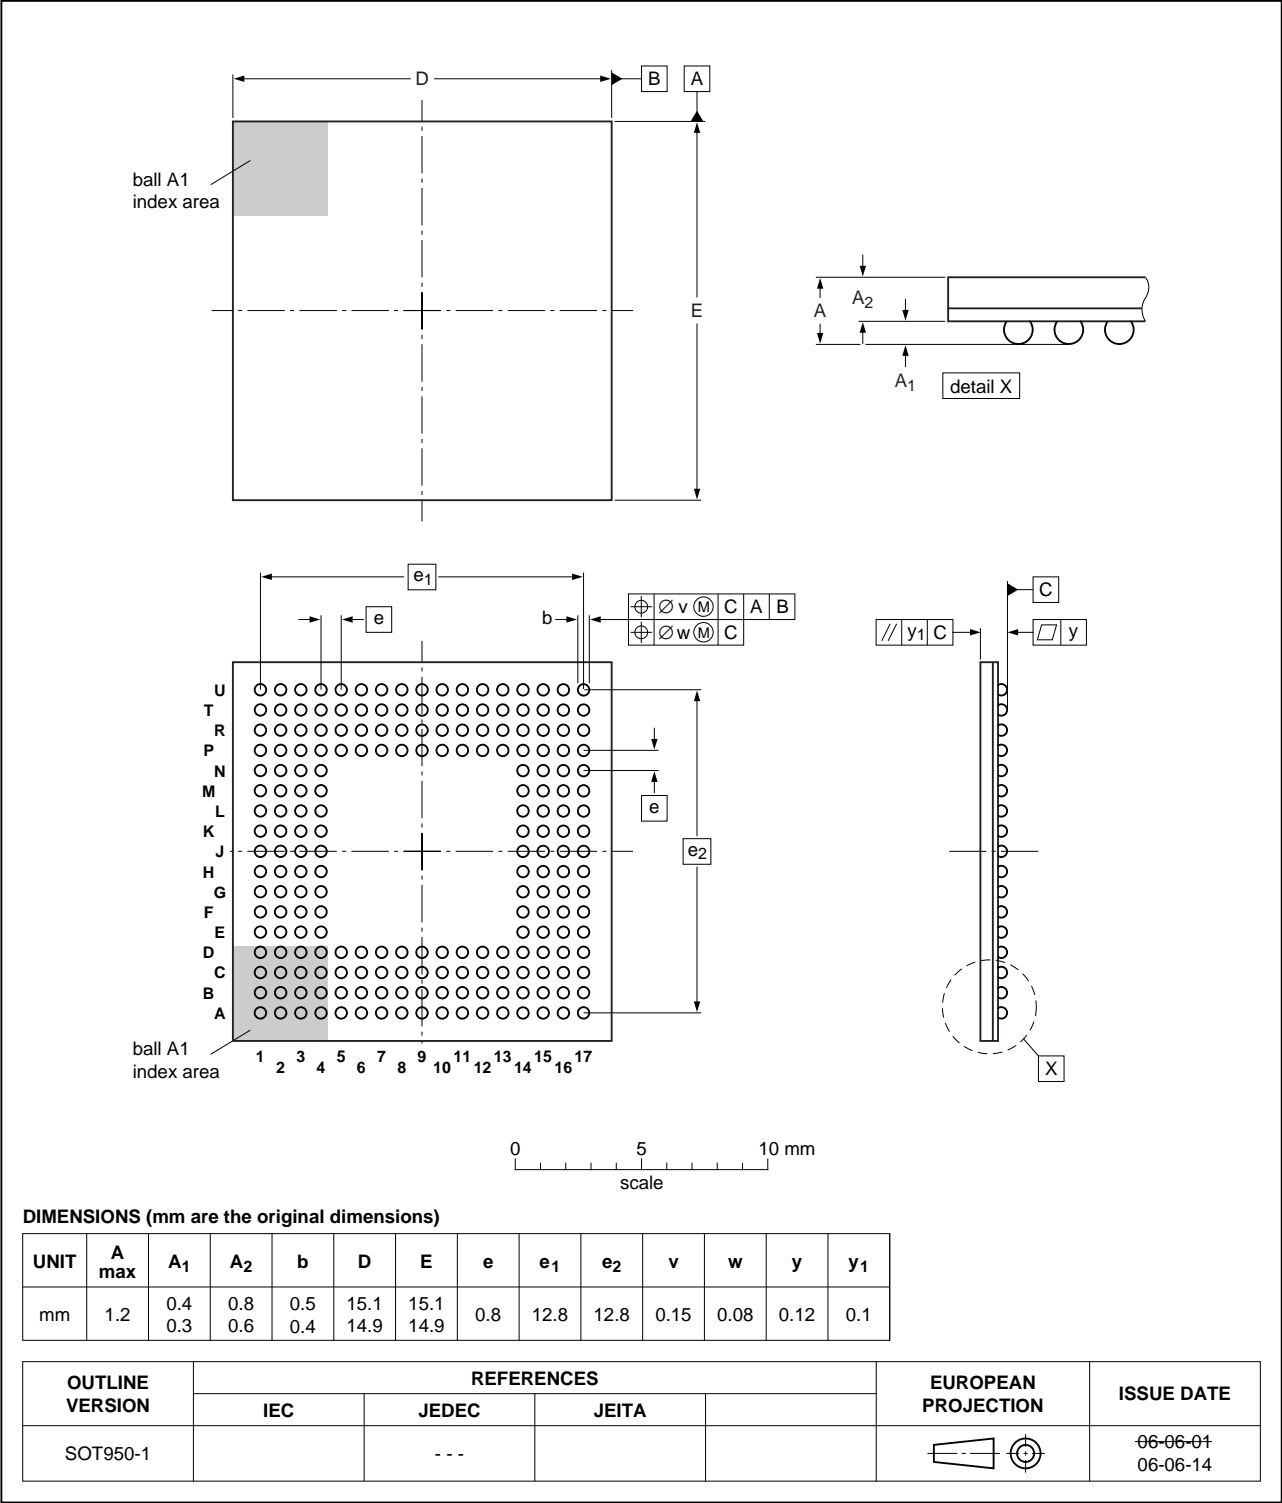 D
B
A
ball A1
index area
E
A
A2
A1
detail X
e1
e
b
⌖ ∅ v Ⓜ C A B
⌖ ∅ w Ⓜ C
C
// y1 C
▱ y
U
T
R
P
N
M
L
K
J
H
G
F
E
D
C
B
A
e
e2
ball A1
index area
1 2 3 4 5 6 7 8 9 10 11 12 13 14 15 16 17
X
0 5 10 mm
scale
DIMENSIONS (mm are the original dimensions)
UNIT A max A1 A2 b D E e e1 e2 v w y y1
mm 1.2 0.4 0.3 0.8 0.6 0.5 0.4 15.1 14.9 15.1 14.9 0.8 12.8 12.8 0.15 0.08 0.12 0.1
OUTLINE VERSION
REFERENCES
EUROPEAN PROJECTION
ISSUE DATE
IEC JEDEC JEITA
SOT950-1
- - -
06-06-01
06-06-14